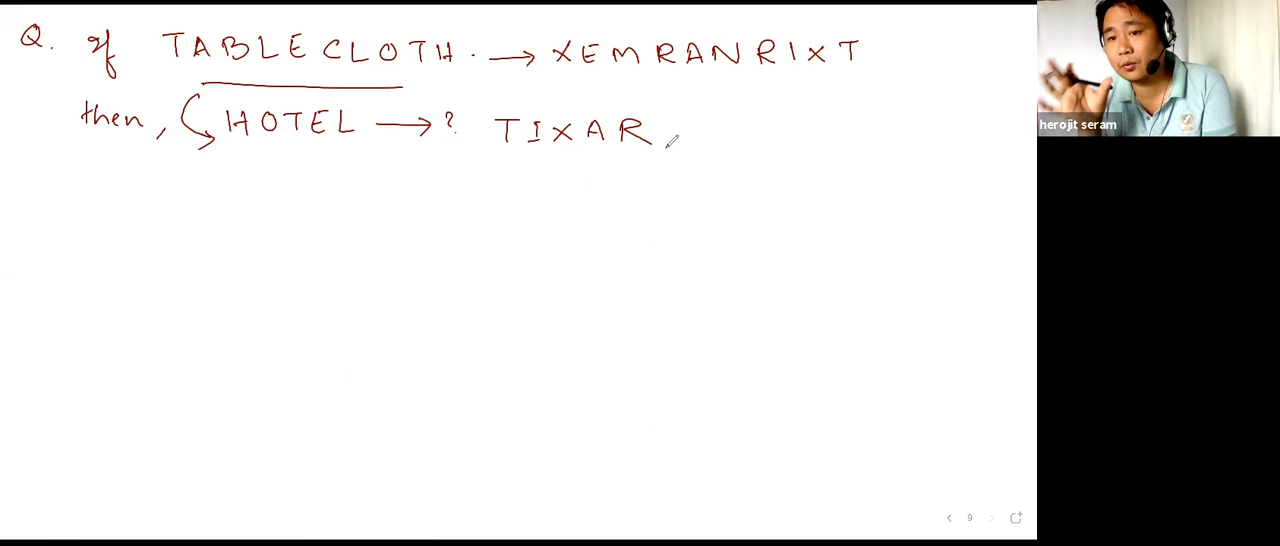 Q. If TABLECLOTH. → XEMRANRIXT
then, HOTEL → ? TIXAR
herojit seram
9